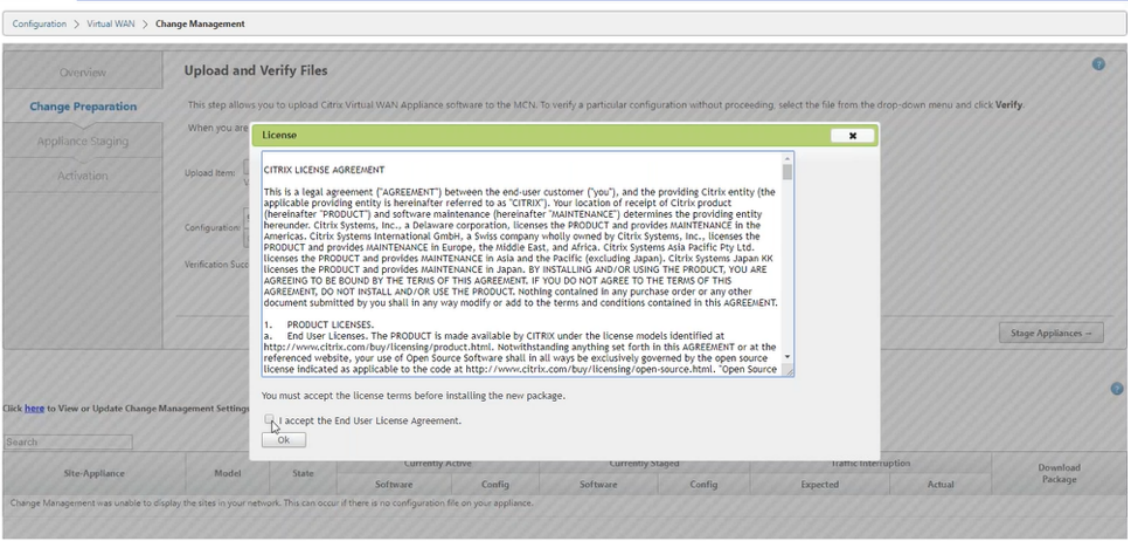 Configuration > Virtual WAN > Change Management
Overview
Change Preparation
Appliance Staging
Activation
Upload and Verify Files
This step allows you to upload Citrix Virtual WAN Appliance software to the MCN. To verify a particular configuration without proceeding, select the file from the drop-down menu and click Verify.
When you are
Upload Item:
Configuration:
Verification Succ
Stage Appliances
License
CITRIX LICENSE AGREEMENT
This is a legal agreement ("AGREEMENT") between the end-user customer ("you"), and the providing Citrix entity (the
applicable providing entity is hereinafter referred to as "CITRIX"). Your location of receipt of Citrix product
(hereinafter "PRODUCT") and software maintenance (hereinafter "MAINTENANCE") determines the providing entity
hereunder. Citrix Systems, Inc., a Delaware corporation, licenses the PRODUCT and provides MAINTENANCE in the
Americas. Citrix Systems International GmbH, a Swiss company wholly owned by Citrix Systems, Inc., licenses the
PRODUCT and provides MAINTENANCE in Europe, the Middle East, and Africa. Citrix Systems Asia Pacific Pty Ltd.
licenses the PRODUCT and provides MAINTENANCE in Asia and the Pacific (excluding Japan). Citrix Systems Japan KK
licenses the PRODUCT and provides MAINTENANCE in Japan. BY INSTALLING AND/OR USING THE PRODUCT, YOU ARE
AGREEING TO BE BOUND BY THE TERMS OF THIS AGREEMENT. IF YOU DO NOT AGREE TO THE TERMS OF THIS
AGREEMENT, DO NOT INSTALL AND/OR USE THE PRODUCT. Nothing contained in any purchase order or any other
document submitted by you shall in any way modify or add to the terms and conditions contained in this AGREEMENT.
1. PRODUCT LICENSES.
a. End User Licenses. The PRODUCT is made available by CITRIX under the license models identified at
http://www.citrix.com/buy/licensing/product.html. Notwithstanding anything set forth in this AGREEMENT or at the
referenced website, your use of Open Source Software shall in all ways be exclusively governed by the open source
license indicated as applicable to the code at http://www.citrix.com/buy/licensing/open-source.html. "Open Source
You must accept the license terms before installing the new package.
I accept the End User License Agreement.
Ok
Click here to View or Update Change Management Settings
Search
Site-Appliance Model State Currently Active Currently Staged Traffic Interruption Download Package
Software Config Software Config Expected Actual
Change Management was unable to display the sites in your network. This can occur if there is no configuration file on your appliance.